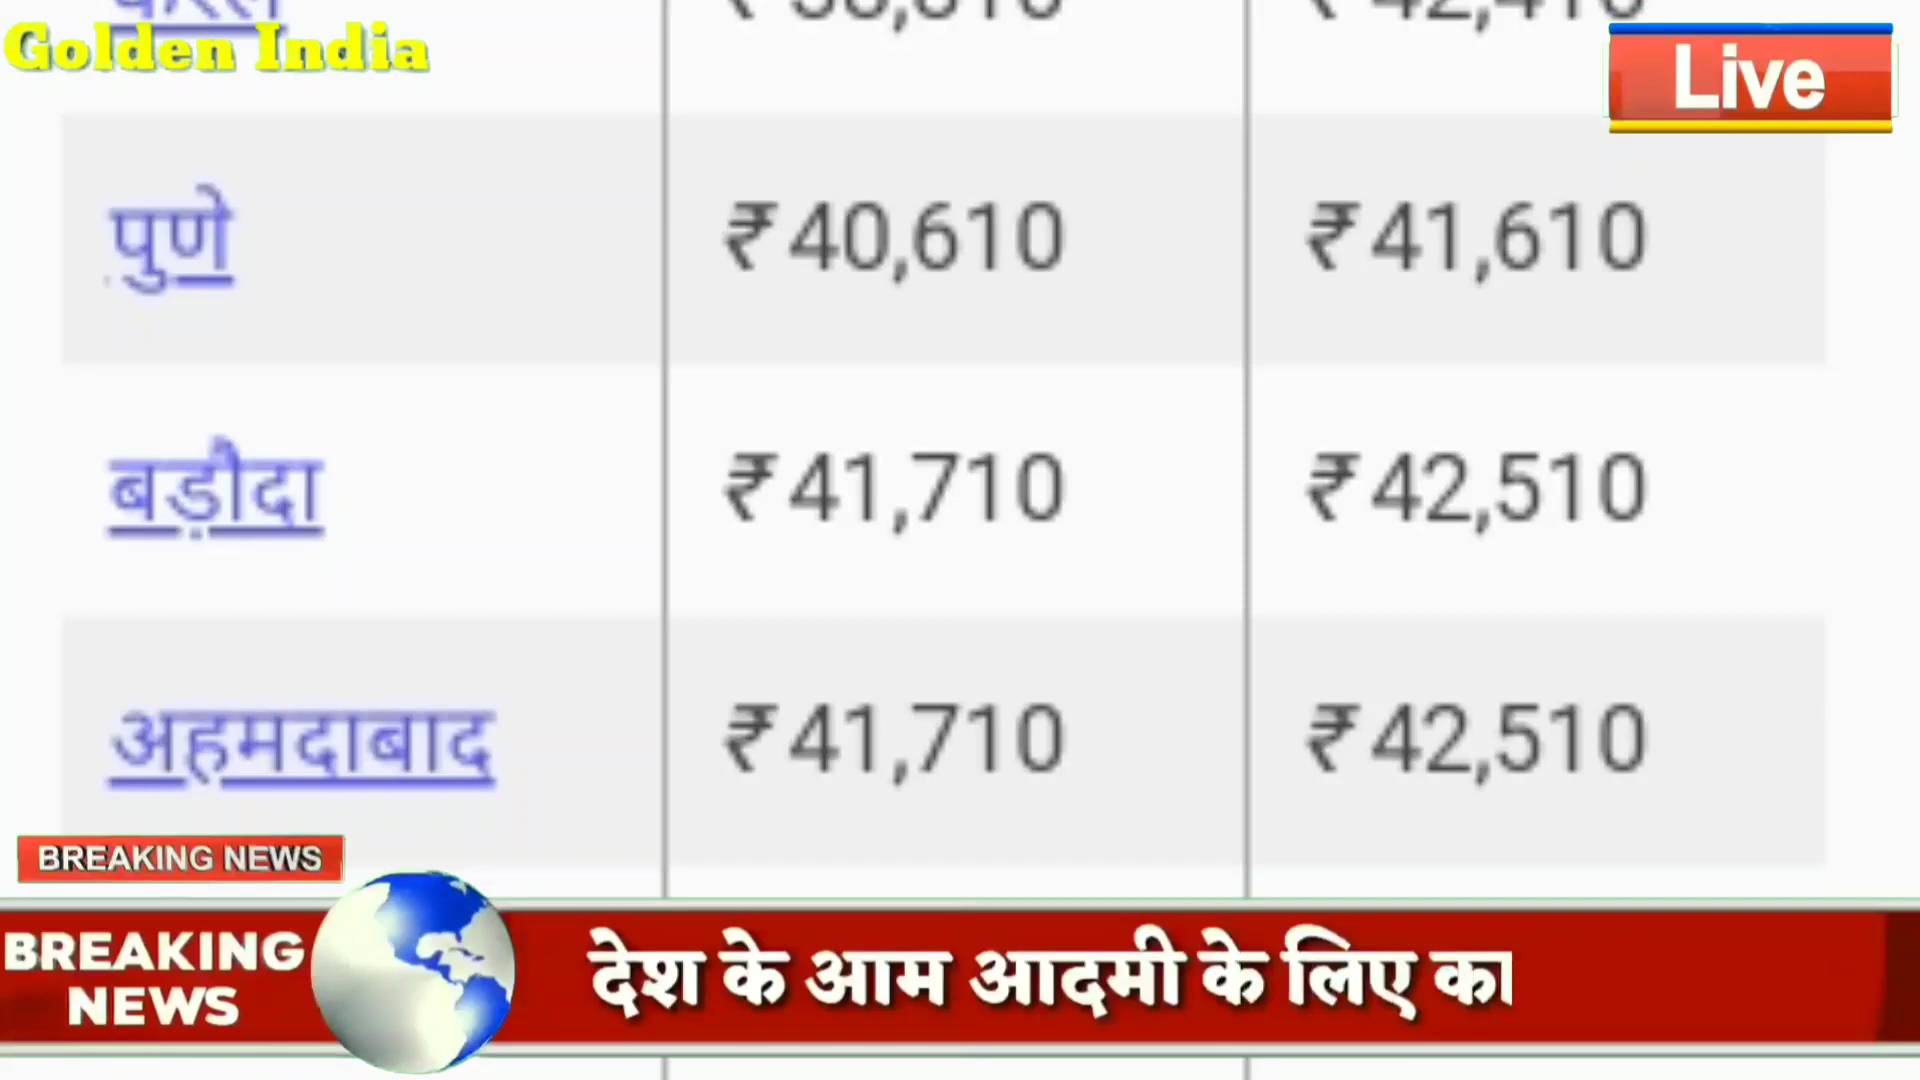 Golden India
Live
पुणे ₹40,610 ₹41,610
बड़ौदा ₹41,710 ₹42,510
अहमदाबाद ₹41,710 ₹42,510
BREAKING NEWS
BREAKING
NEWS
देश के आम आदमी के लिए का